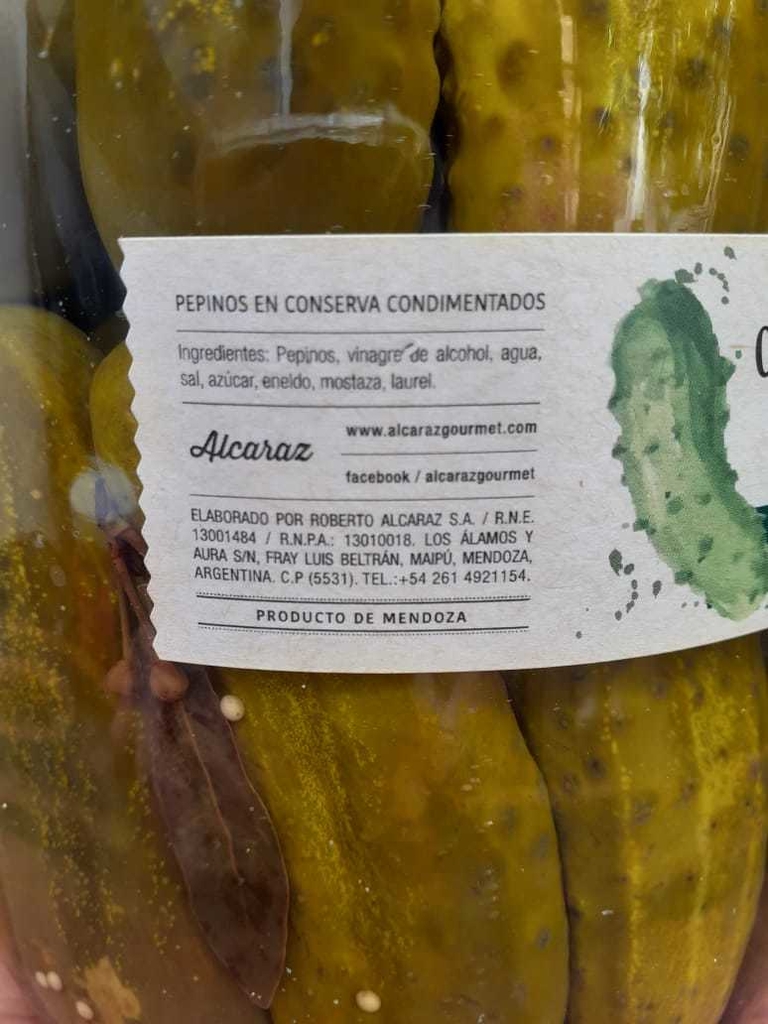 PEPINOS EN CONSERVA CONDIMENTADOS
Ingredientes: Pepinos, vinagre de alcohol, agua,
sal, azúcar, eneldo, mostaza, laurel.
Alcaraz
www.alcarazgourmet.com
facebook / alcarazgourmet
ELABORADO POR ROBERTO ALCARAZ S.A. / R.N.E.
13001484 / R.N.P.A.: 13010018. LOS ÁLAMOS Y
AURA S/N, FRAY LUIS BELTRÁN, MAIPÚ, MENDOZA,
ARGENTINA. C.P (5531). TEL.:+54 261 4921154.
PRODUCTO DE MENDOZA